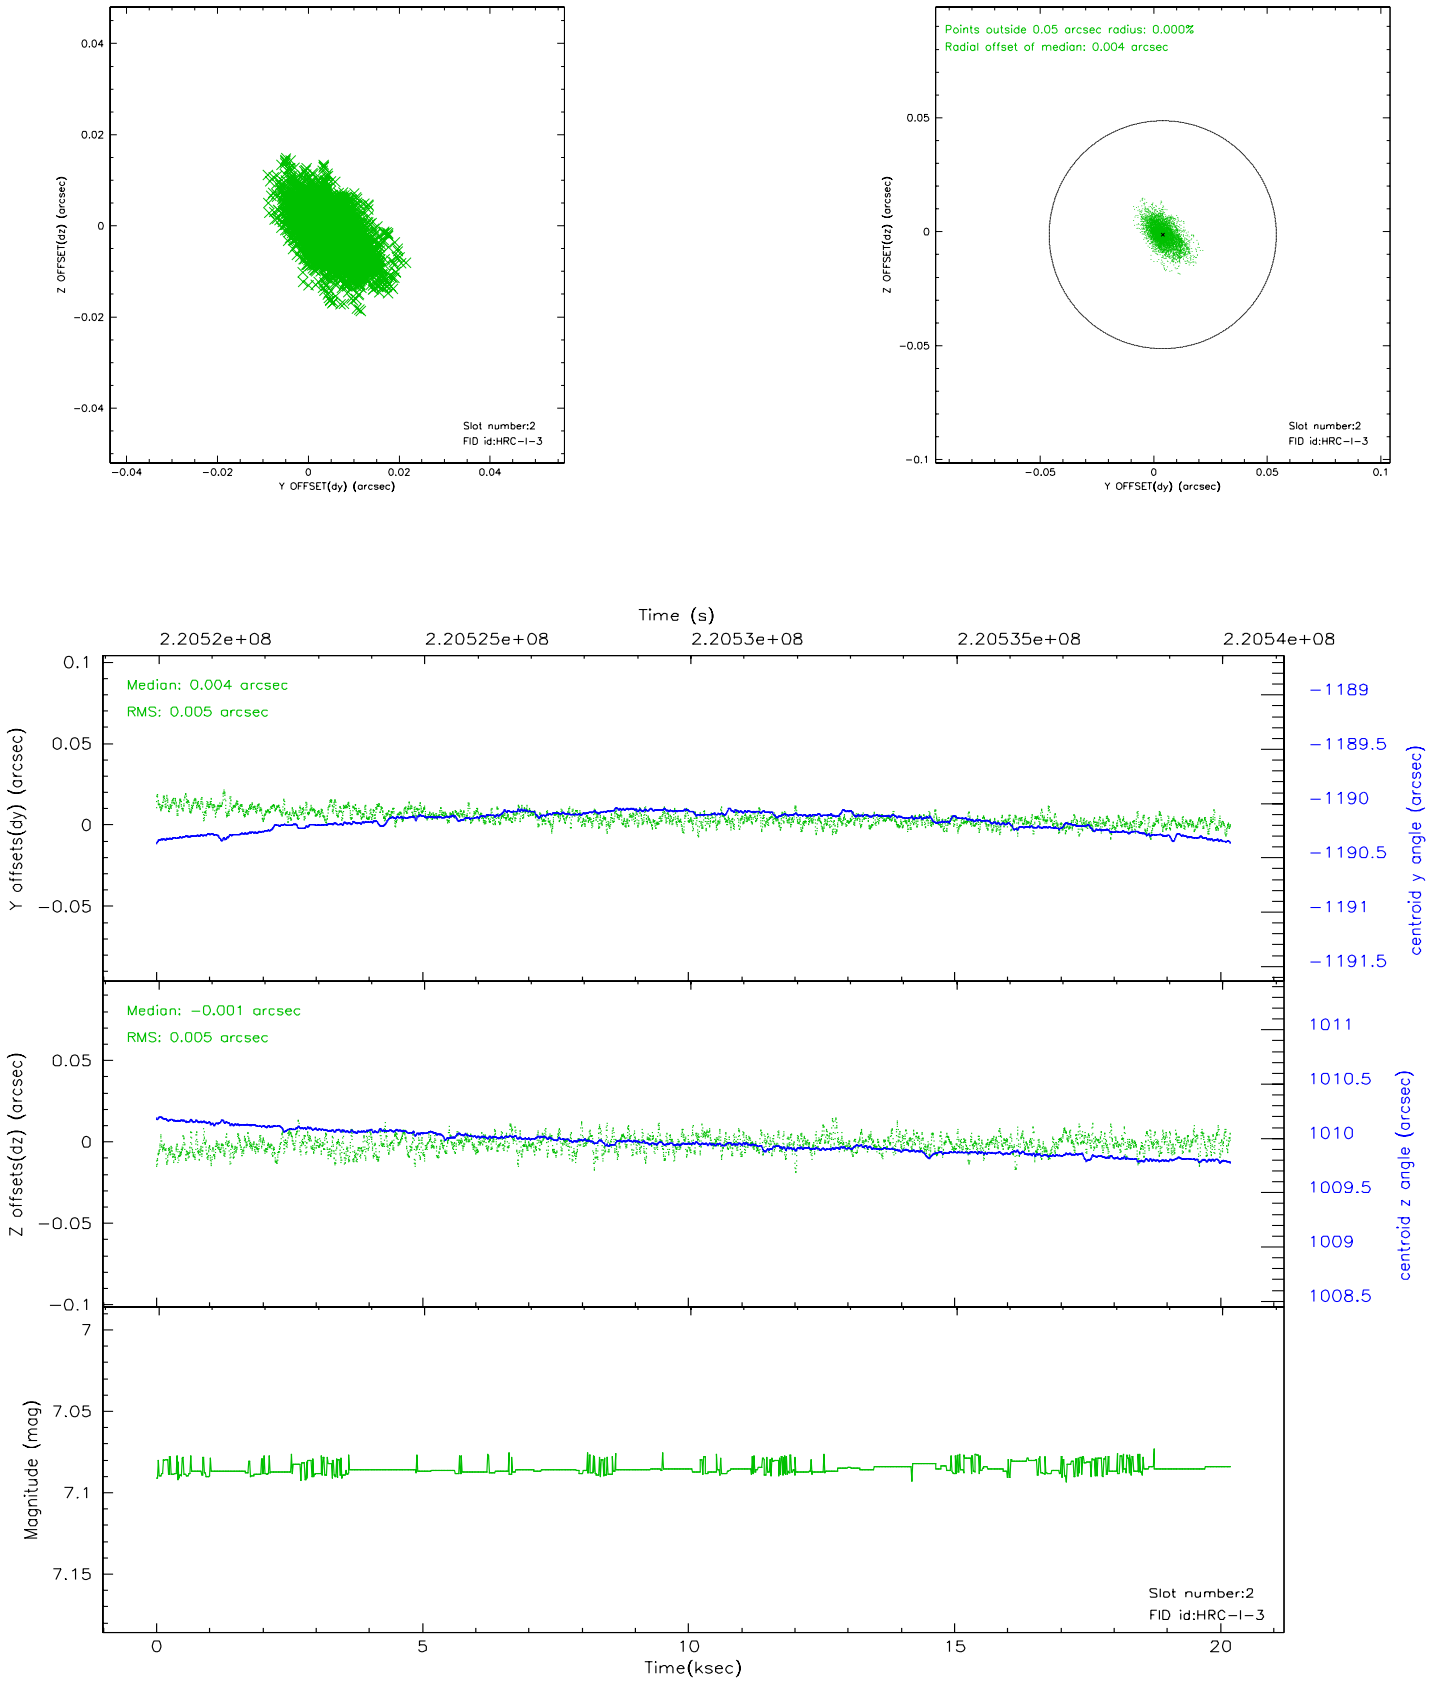 0.04
0.02
0
−0.02
−0.04
Z OFFSET(dz) (arcsec)
Slot number:2
FID id:HRC−I−3
−0.04
−0.02
0
0.02
0.04
Y OFFSET(dy) (arcsec)
Points outside 0.05 arcsec radius: 0.000%
Radial offset of median: 0.004 arcsec
0.05
0
−0.05
−0.1
Z OFFSET(dz) (arcsec)
Slot number:2
FID id:HRC−I−3
−0.05
0
0.05
0.1
Y OFFSET(dy) (arcsec)
Time (s)
2.2052e+08
2.20525e+08
2.2053e+08
2.20535e+08
2.2054e+08
Median: 0.004 arcsec
RMS: 0.005 arcsec
0.1
0.05
0
−0.05
Y offsets(dy) (arcsec)
−1189
−1189.5
−1190
−1190.5
−1191
−1191.5
centroid y angle (arcsec)
Median: −0.001 arcsec
RMS: 0.005 arcsec
0.05
0
−0.05
−0.1
Z offsets(dz) (arcsec)
1011
1010.5
1010
1009.5
1009
1008.5
centroid z angle (arcsec)
7
7.05
7.1
7.15
Magnitude (mag)
Slot number:2
FID id:HRC−I−3
0
5
10
15
20
Time(ksec)